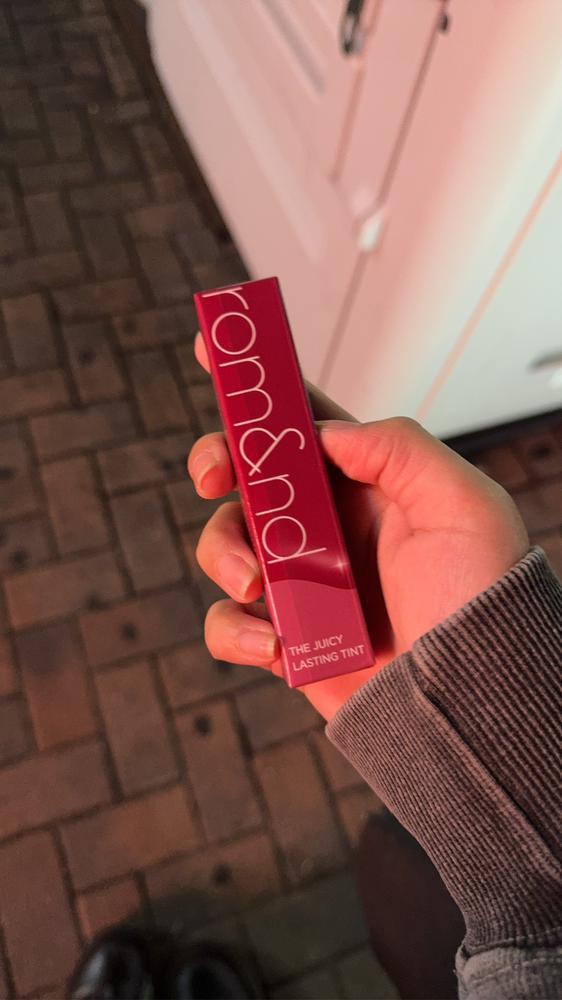 rom&nd
THE JUICY
LASTING TINT